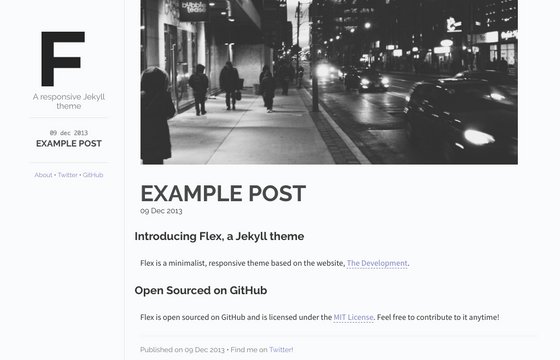 F
A responsive Jekyll
theme
09 dec 2013
EXAMPLE POST
About • Twitter • GitHub
bubble
tease
EXAMPLE POST
09 Dec 2013
Introducing Flex, a Jekyll theme
Flex is a minimalist, responsive theme based on the website, The Development.
Open Sourced on GitHub
Flex is open sourced on GitHub and is licensed under the MIT License. Feel free to contribute to it anytime!
Published on 09 Dec 2013 • Find me on Twitter!